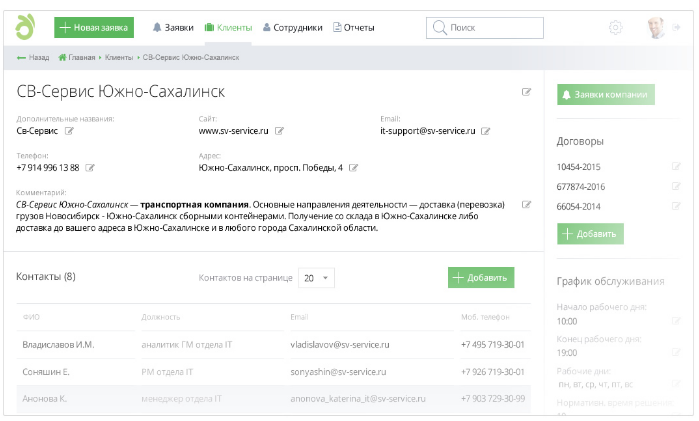 Новая заявка
Заявки
Клиенты
Сотрудники
Отчеты
Поиск
Назад
Главная
Клиенты
СВ-Сервис Южно-Сахалинск
СВ-Сервис Южно-Сахалинск
Дополнительные названия:
Св-Сервис
Сайт:
www.sv-service.ru
Email:
it-support@sv-service.ru
Телефон:
+7 914 996 13 88
Адрес:
Южно-Сахалинск, просп. Победы, 4
Комментарий:
СВ-Сервис Южно-Сахалинск — транспортная компания. Основные направления деятельности — доставка (перевозка)
грузов Новосибирск - Южно-Сахалинск сборными контейнерами. Получение со склада в Южно-Сахалинске либо
доставка до вашего адреса в Южно-Сахалинске и в любого города Сахалинской области.
Контакты (8)
Контактов на странице
20
Добавить
ФИО
Должность
Email
Моб. телефон
Владиславов И.М.
аналитик ГМ отдела IT
vladislavov@sv-service.ru
+7 495 719-30-01
Соняшин Е.
PM отдела IT
sonyashin@sv-service.ru
+7 926 719-30-01
Анонова К.
менеджер отдела IT
anonova_katerina_it@sv-service.ru
+7 903 729-30-99
Заявки компании
Договоры
10454-2015
677874-2016
66054-2014
Добавить
График обслуживания
Начало рабочего дня:
10:00
Конец рабочего дня:
19:00
Рабочие дни:
пн, вт, ср, чт, пт, вс
Норматман, время решения: